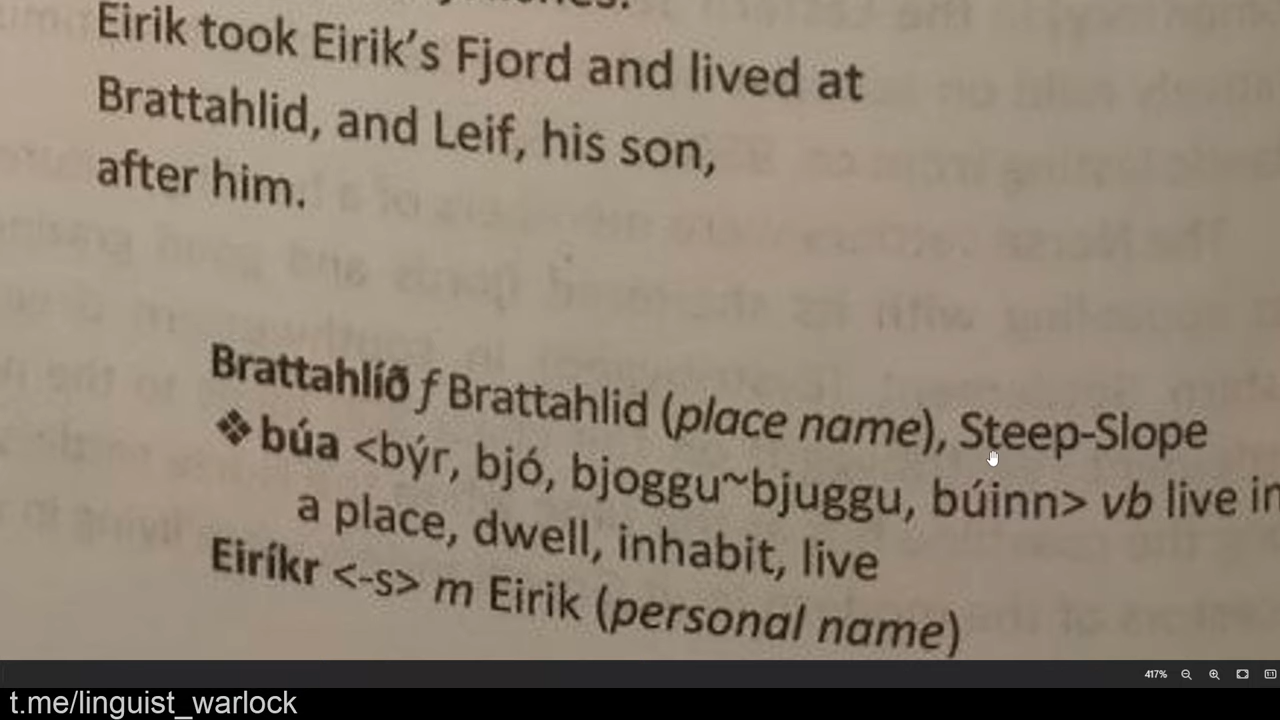 Eirik took Eirik’s Fjord and lived at
Brattahlid, and Leif, his son,
after him.
Brattahlíð f Brattahlid (place name), Steep-Slope
❖ búa <býr, bjó, bjoggu~bjuggu, búinn> vb live in
a place, dwell, inhabit, live
Eiríkr <-s> m Eirik (personal name)
417%
t.me/linguist_warlock